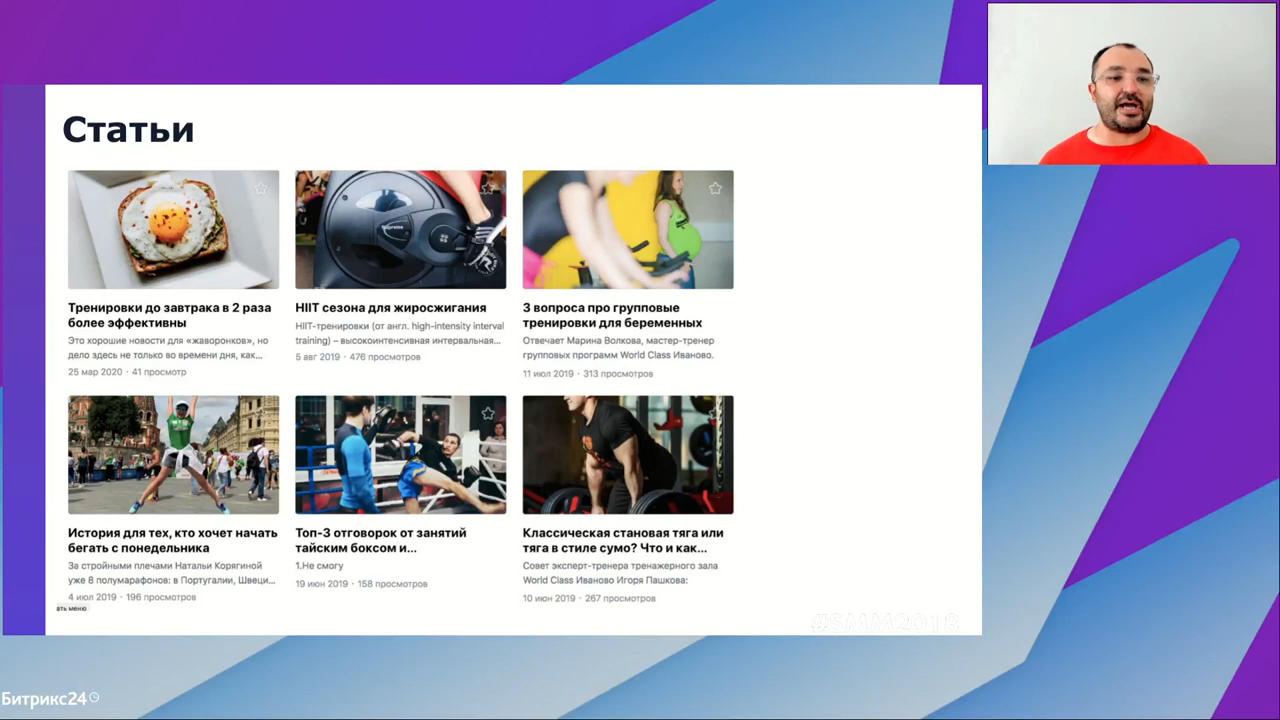 Статьи
Тренировки до завтрака в 2 раза
более эффективны
Это хорошие новости для «жаворонков», но
дело здесь не только во времени дня, как...
25 мар 2020 · 41 просмотр
HIIT сезона для жиросжигания
HIIT-тренировки (от англ. high-intensity interval
training) – высокоинтенсивная интервальная...
5 авг 2019 · 476 просмотров
3 вопроса про групповые
тренировки для беременных
Отвечает Марина Волкова, мастер-тренер
групповых программ World Class Иваново.
11 июл 2019 · 313 просмотров
История для тех, кто хочет начать
бегать с понедельника
За стройными плечами Натальи Корягиной
уже 8 полумарафонов: в Португалии, Швеци...
4 июл 2019 · 196 просмотров
Топ-3 отговорок от занятий
тайским боксом и...
1.Не смогу
19 июн 2019 · 158 просмотров
Классическая становая тяга или
тяга в стиле сумо? Что и как...
Совет эксперт-тренера тренажерного зала
World Class Иваново Игоря Пашкова:
10 июн 2019 · 267 просмотров
ать меню
#SMM2018
Битрикс24